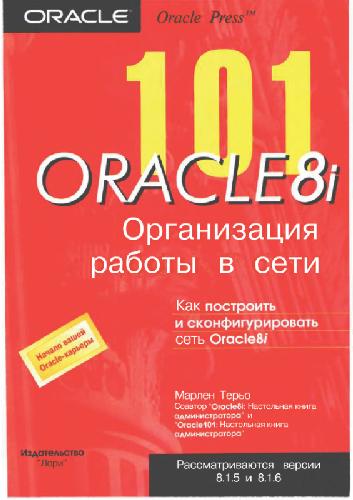 ORACLE Oracle Press™
101
ORACLE8i
Организация
работы в сети
Как построить
и сконфигурировать
сеть Oracle8i
Начало вашей
Oracle-карьеры
Марлен Терьо
Соавтор "Oracle8i: Настольная книга
администратора" и
"Oracle101: Настольная книга
администратора"
Издательство
"Лори"
Рассматриваются версии
8.1.5 и 8.1.6